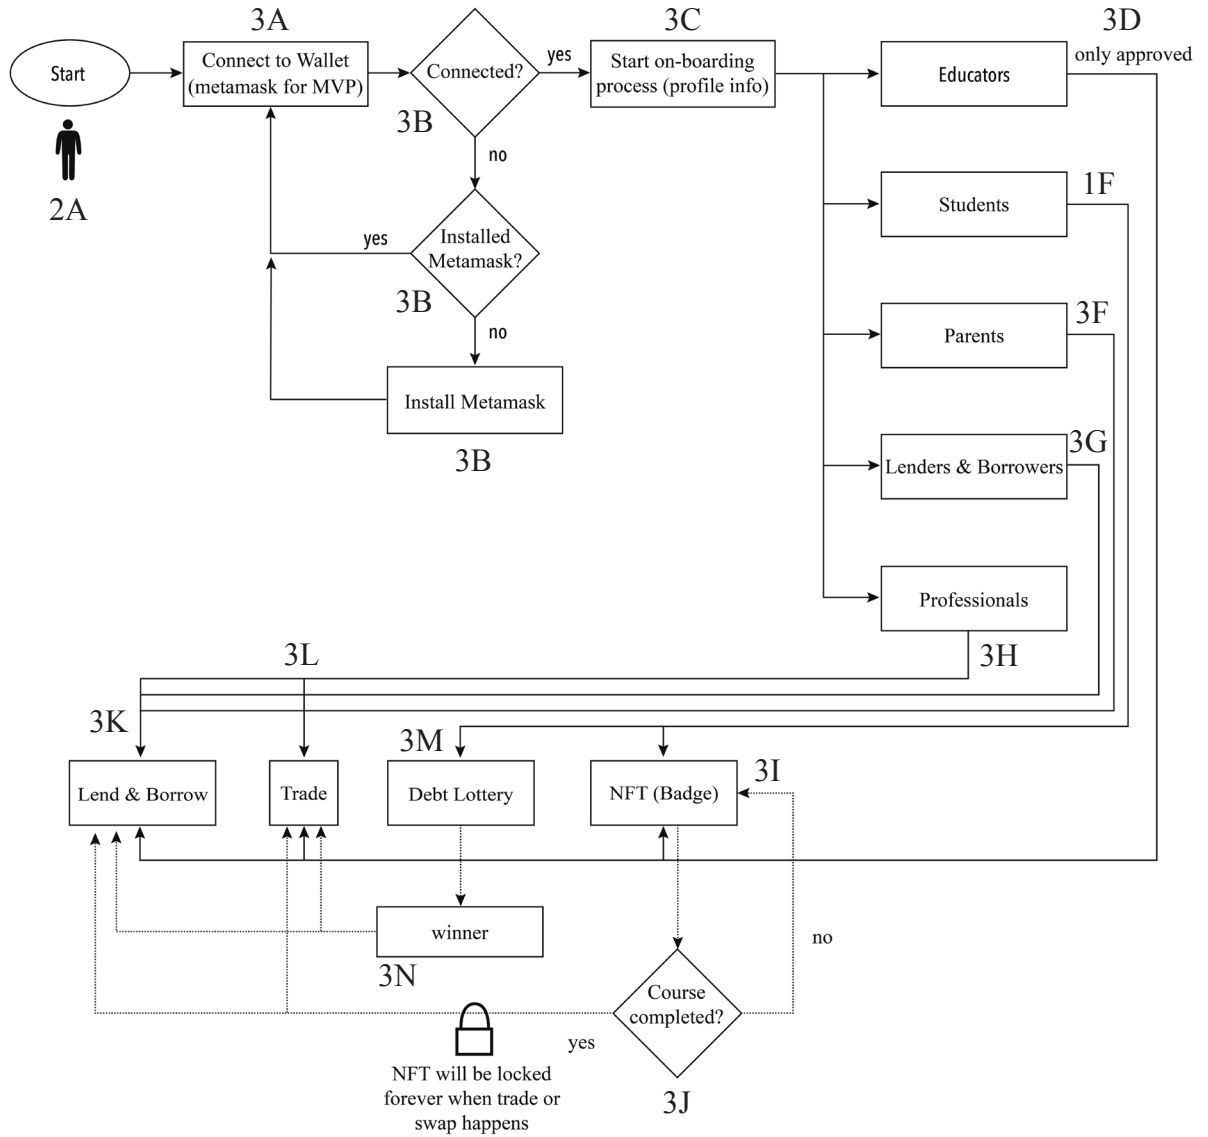 3A
3C
3D
Start
Connect to Wallet
(metamask for MVP)
Connected?
yes
Start on-boarding
process (profile info)
Educators
only approved
3B
2A
no
Students
1F
Installed
Metamask?
yes
3B
no
Parents
3F
Install Metamask
3B
Lenders & Borrowers
3G
Professionals
3H
3L
3K
3M
3I
Lend & Borrow
Trade
Debt Lottery
NFT (Badge)
winner
3N
no
Course
completed?
yes
NFT will be locked
forever when trade or
swap happens
3J